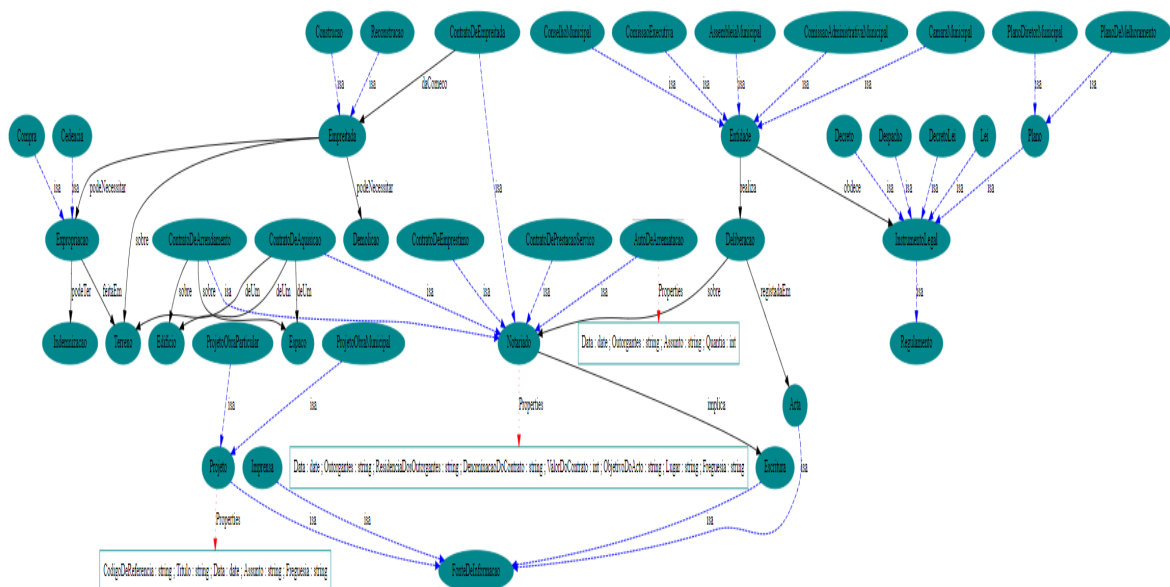 Construcao
Reconstrucao
ContratoDeEmpreitada
ConselhoMunicipal
ComissaoExecutiva
AssembleiaMunicipal
ComissaoAdministrativaMunicipal
CamaraMunicipal
PlanoDiretorMunicipal
PlanoDeMelhoramento
isa
isa
daComeco
isa
isa
isa
isa
isa
isa
isa
Compra
Cedencia
Empreitada
Entidade
Decreto
Despacho
DecretoLei
Lei
Plano
isa
isa
podeNecessitar
podeNecessitar
isa
realiza
obdece
isa
isa
isa
isa
isa
Expropriacao
ContratoDeArrendamento
ContratoDeAquisicao
Demolicao
ContratoDeEmprestimo
ContratoDePrestacaoServico
AutoDeArrematacao
Deliberacao
InstrumentoLegal
podeTer
feitaEm
sobre
sobre
sobre
isa
deUm
deUm
deUm
isa
isa
isa
isa
Properties
sobre
registadaEm
isa
Indemnizacao
Terreno
Edificio
ProjetoObraParticular
Espaco
ProjetoObraMunicipal
Notariado
Data : date ; Outorgantes : string ; Assunto : string ; Quantia : int
Regulamento
isa
isa
Properties
implica
Acta
Projeto
Imprensa
Data : date ; Outorgantes : string ; ResidenciaDosOutorgantes : string ; DenominacaoDoContrato : string ; ValorDoContrato : int ; ObjetivoDoActo : string ; Lugar : string ; Freguesia : string
Escritura
isa
Properties
isa
isa
isa
CodigoDeReferencia : string ; Titulo : string ; Data : date ; Assunto : string ; Freguesia : string
FonteDeInformacao